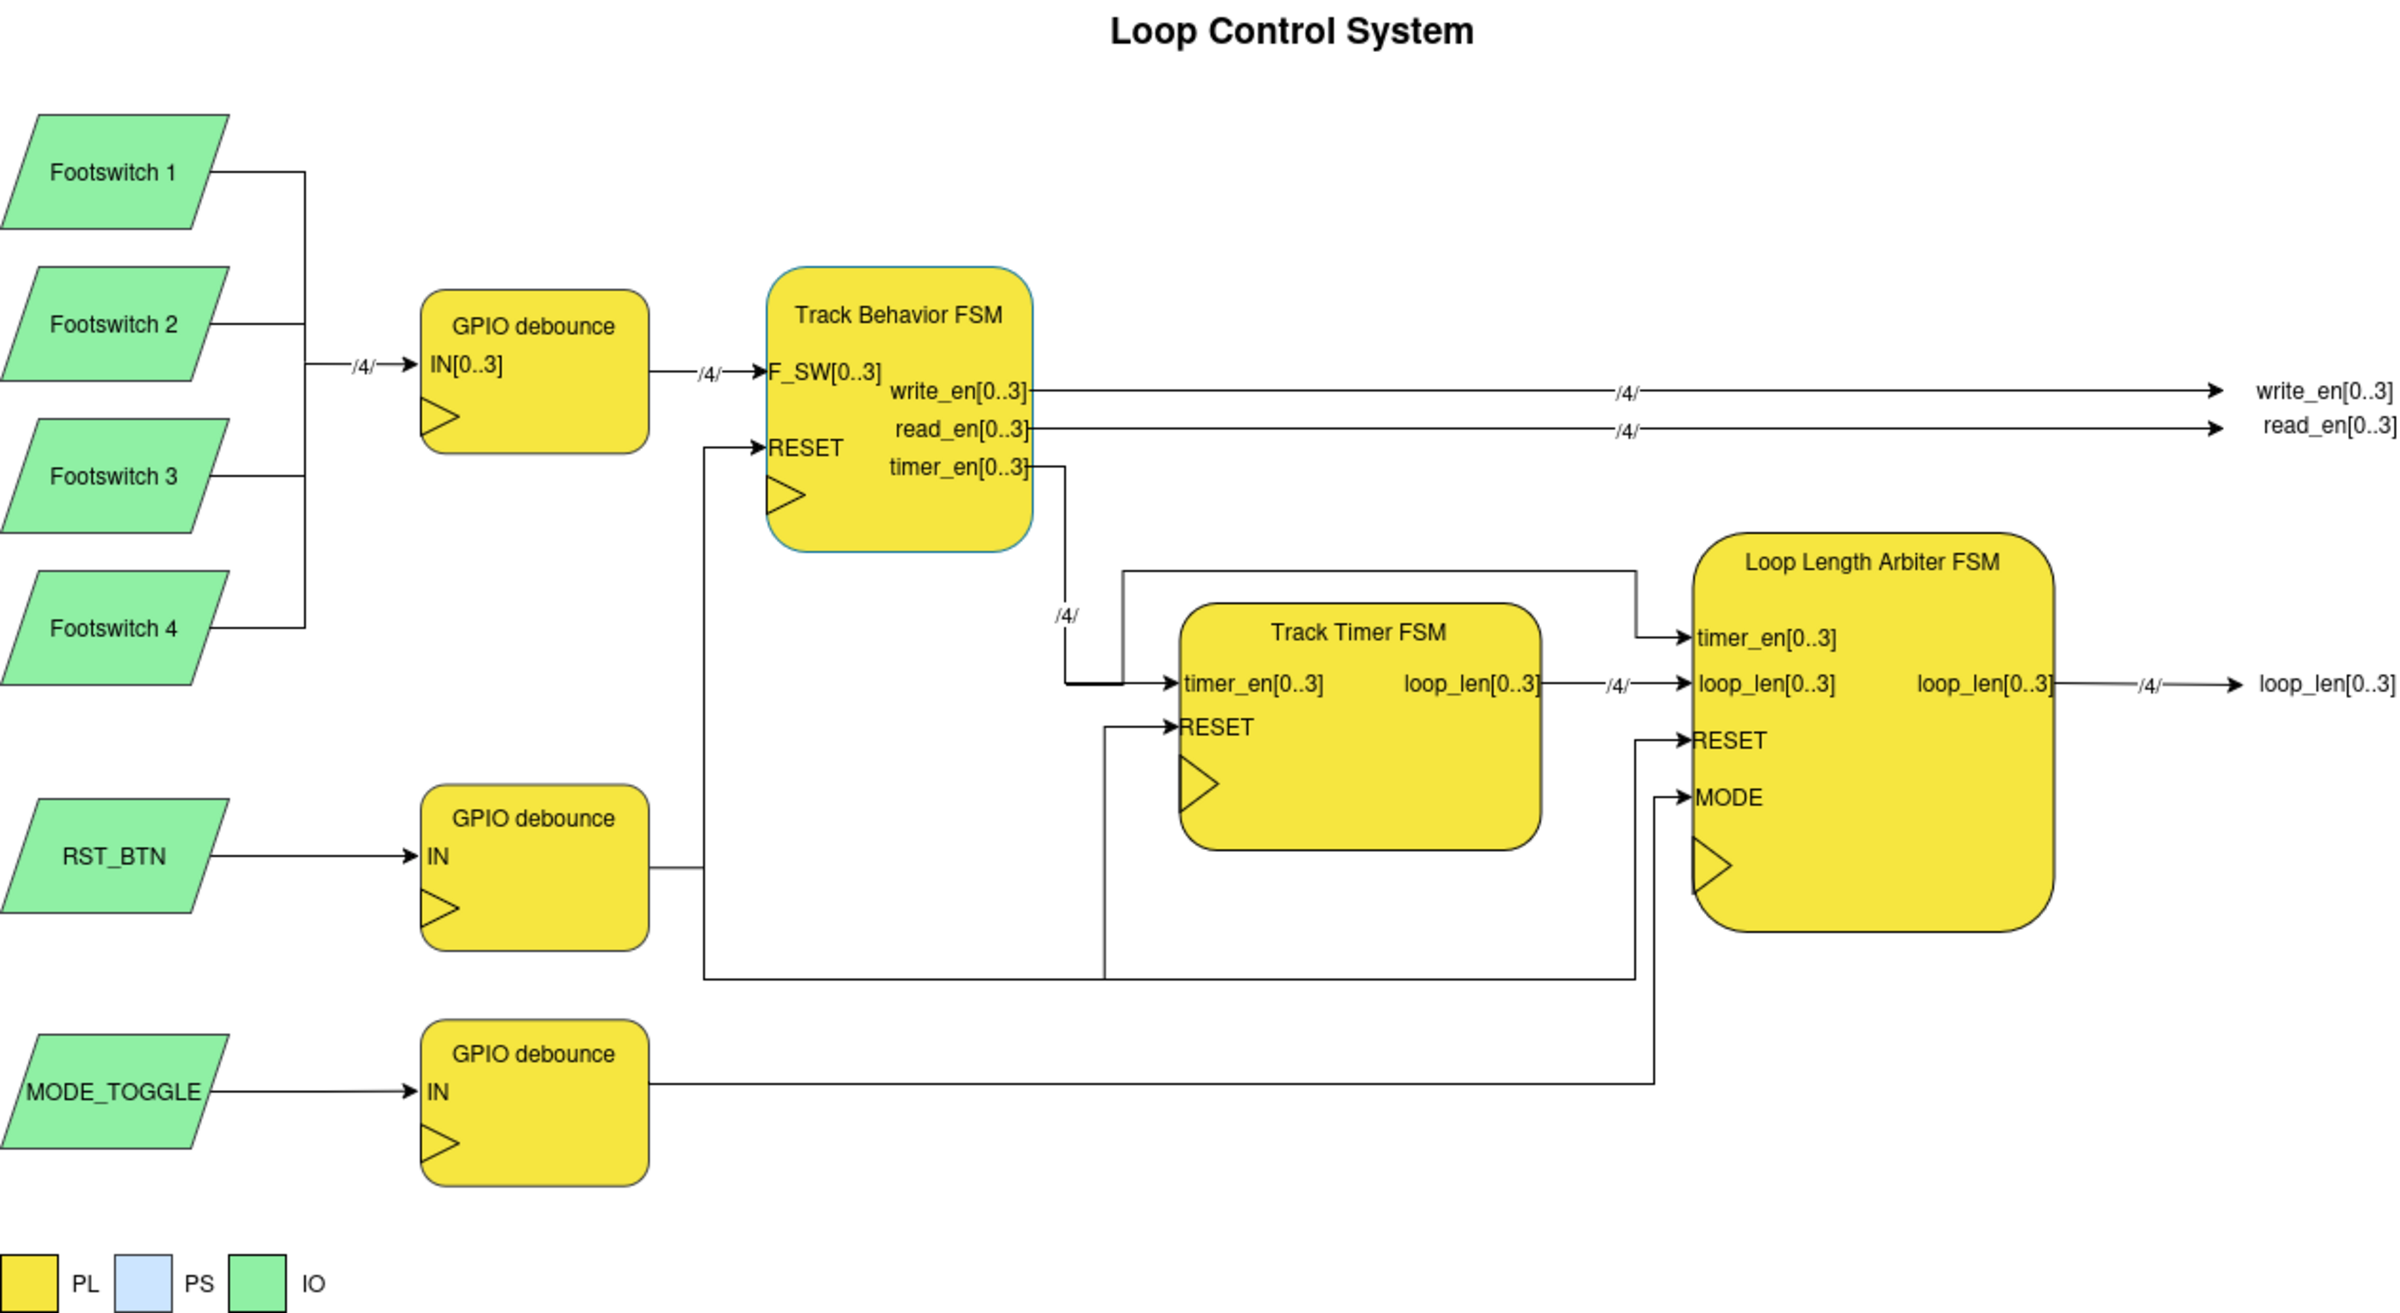 Loop Control System
Footswitch 1
Footswitch 2
Footswitch 3
Footswitch 4
/4/
GPIO debounce
IN[0..3]
/4/
Track Behavior FSM
F_SW[0..3]
write_en[0..3]
read_en[0..3]
RESET
timer_en[0..3]
/4/
write_en[0..3]
/4/
read_en[0..3]
/4/
Track Timer FSM
timer_en[0..3]
loop_len[0..3]
RESET
/4/
Loop Length Arbiter FSM
timer_en[0..3]
loop_len[0..3]
loop_len[0..3]
RESET
MODE
/4/
loop_len[0..3]
RST_BTN
GPIO debounce
IN
MODE_TOGGLE
GPIO debounce
IN
PL
PS
IO